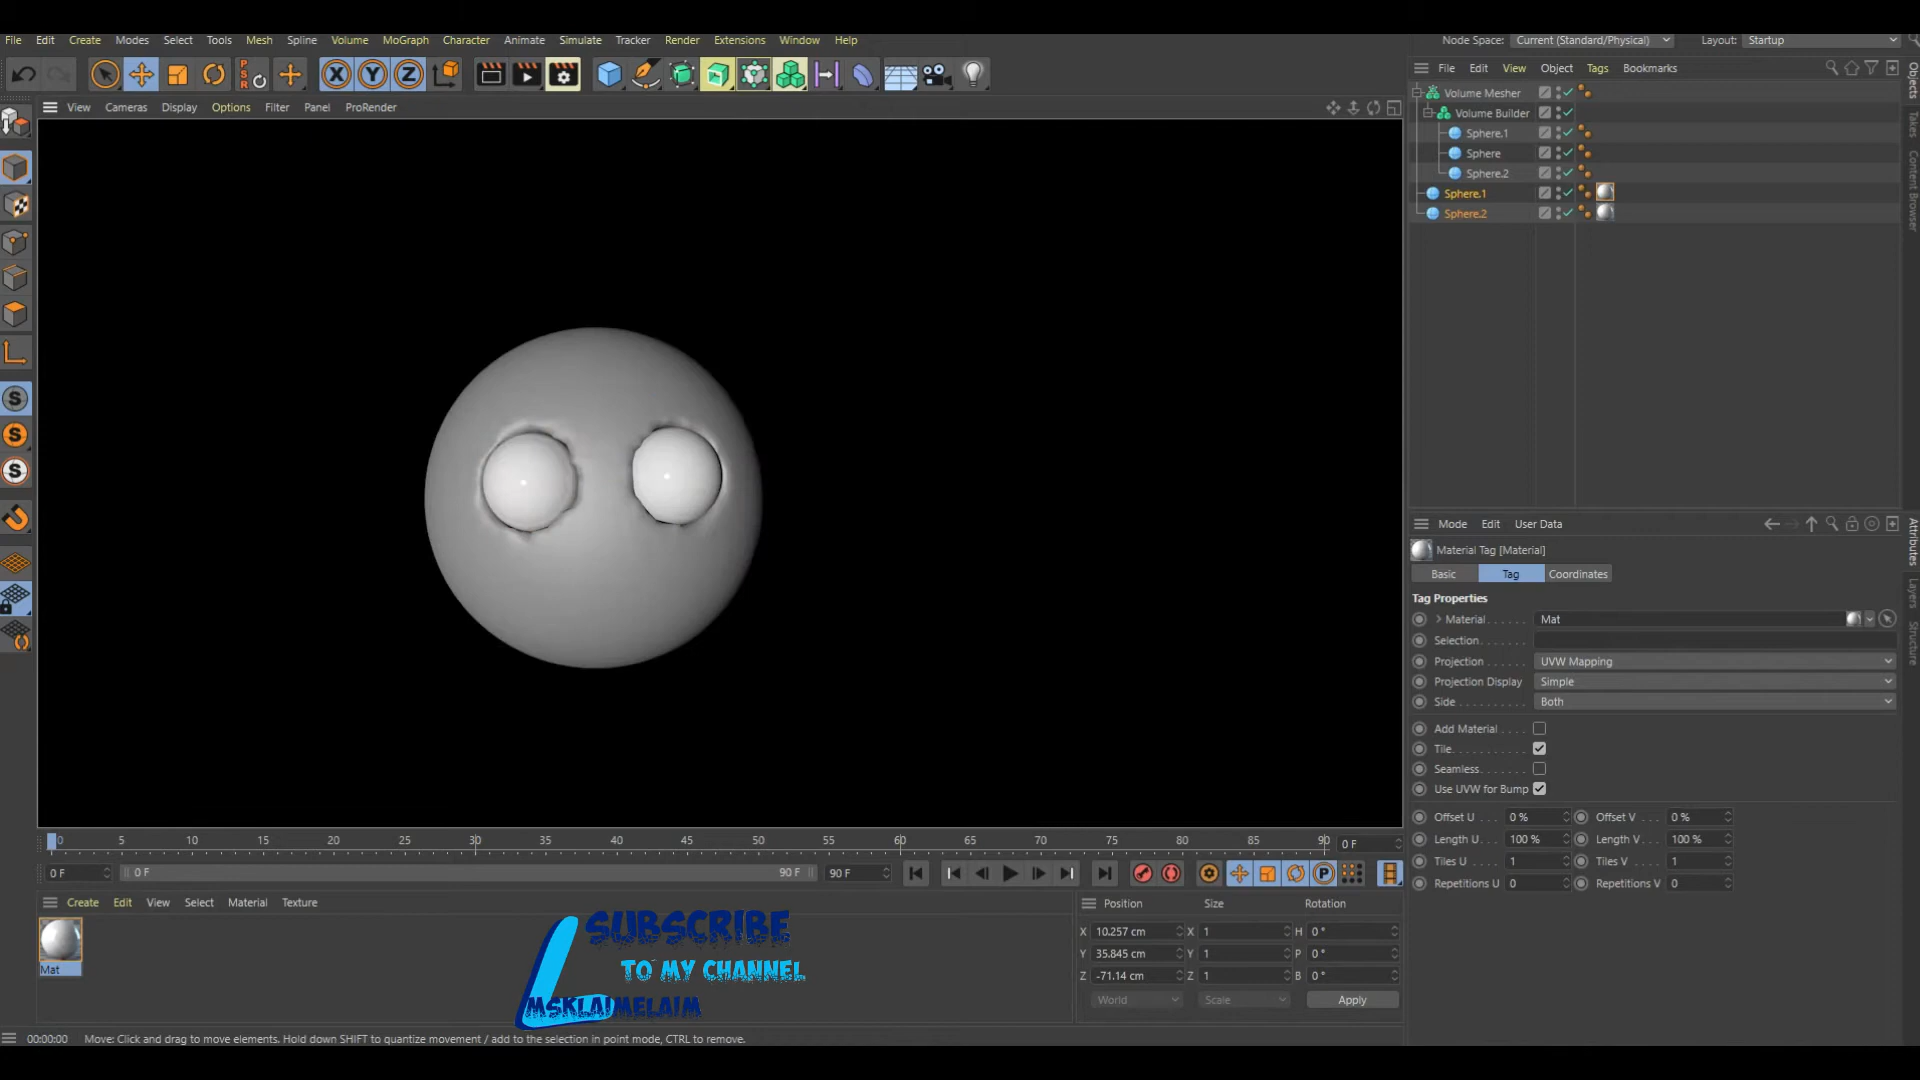 File Edit Create Modes Select Tools Mesh Spline Volume MoGraph Character Animate Simulate Tracker Render Extensions Window Help
Node Space: Current (Standard/Physical) Layout: Startup
File Edit View Object Tags Bookmarks
View Cameras Display Options Filter Panel ProRender
Volume Mesher
Volume Builder
Sphere.1
Sphere
Sphere.2
Sphere.1
Sphere.2
Objects
Takes
Content Browser
Mode Edit User Data
Material Tag [Material]
Basic Tag Coordinates
Tag Properties
Material . . . . . . Mat
Selection . . . . . .
Projection . . . . . . UVW Mapping
Projection Display Simple
Side . . . . . . . . . . Both
Add Material . . . .
Tile . . . . . . . . . .
Seamless . . . . . . .
Use UVW for Bump
Offset U . . . 0 % Offset V . . . 0 %
Length U . . 100 % Length V . . 100 %
Tiles U . . . . 1 Tiles V . . . . 1
Repetitions U 0 Repetitions V 0
Attributes
Layers
Structure
0 5 10 15 20 25 30 35 40 45 50 55 60 65 70 75 80 85 90 0 F
0 F 0 F 90 F 90 F
Create Edit View Select Material Texture
Mat
SUBSCRIBE
TO MY CHANNEL
MSKLAIMELAIM
Position Size Rotation
X 10.257 cm X 1 H 0 °
Y 35.845 cm Y 1 P 0 °
Z -71.14 cm Z 1 B 0 °
World Scale Apply
00:00:00 Move: Click and drag to move elements. Hold down SHIFT to quantize movement / add to the selection in point mode, CTRL to remove.